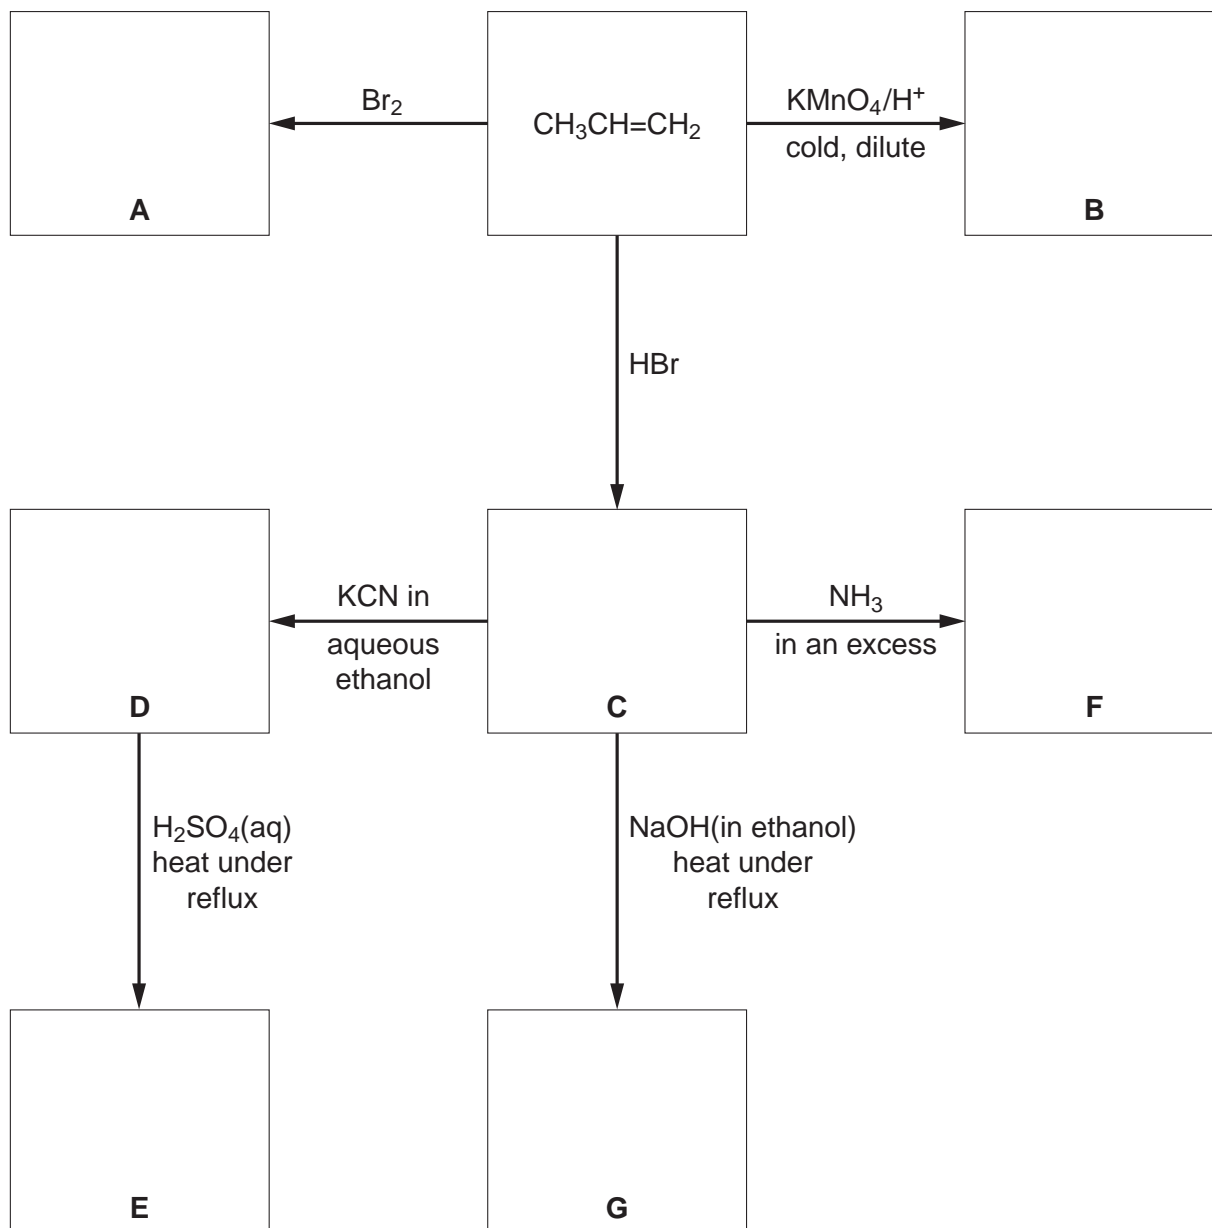 Br₂
CH₃CH=CH₂
KMnO₄/H⁺
cold, dilute
A
B
HBr
KCN in
aqueous
ethanol
NH₃
in an excess
D
C
F
H₂SO₄(aq)
heat under
reflux
NaOH(in ethanol)
heat under
reflux
E
G